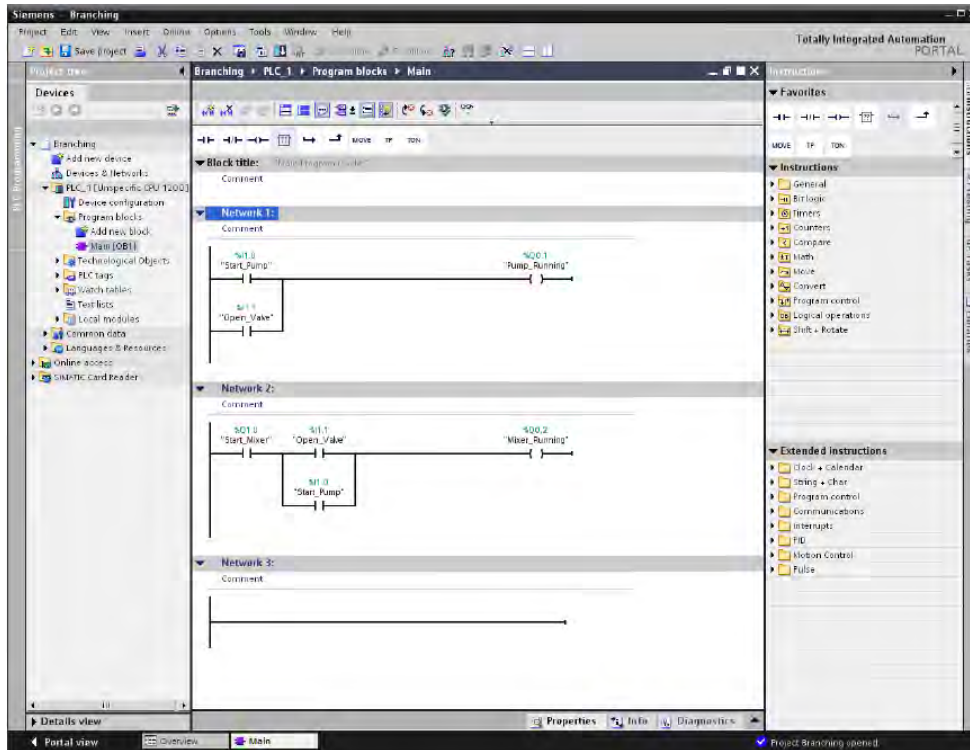 Siemens - Branching
Project Edit View Insert Online Options Tools Window Help
Totally Integrated Automation
PORTAL
Save project
Project tree
Branching ▸ PLC_1 ▸ Program blocks ▸ Main
Instructions
Devices
Branching
Add new device
Devices & Networks
PLC_1 [Unspecific CPU 1200]
Device configuration
Program blocks
Add new block
Main [OB1]
Technological Objects
PLC tags
Watch tables
Text lists
Local modules
Common data
Languages & Resources
Online access
SIMATIC Card Reader
Details view
MOVE TP TON
Block title:
Comment
Network 1:
Comment
%I1.0
"Start_Pump"
%Q0.1
"Pump_Running"
%I1.1
"Open_Valve"
Network 2:
Comment
"Start_Mixer"
%I1.1
"Open_Valve"
%Q0.2
"Mixer_Running"
%I1.0
"Start_Pump"
Network 3:
Comment
Properties Info Diagnostics
Favorites
MOVE TP TON
Instructions
General
Bit logic
Timers
Counters
Compare
Math
Move
Convert
Program control
Logical operations
Shift + Rotate
Extended instructions
Clock + Calendar
String + Char
Program control
Communications
Interrupts
PID
Motion Control
Pulse
Portal view
Overview
Main
Project Branching opened